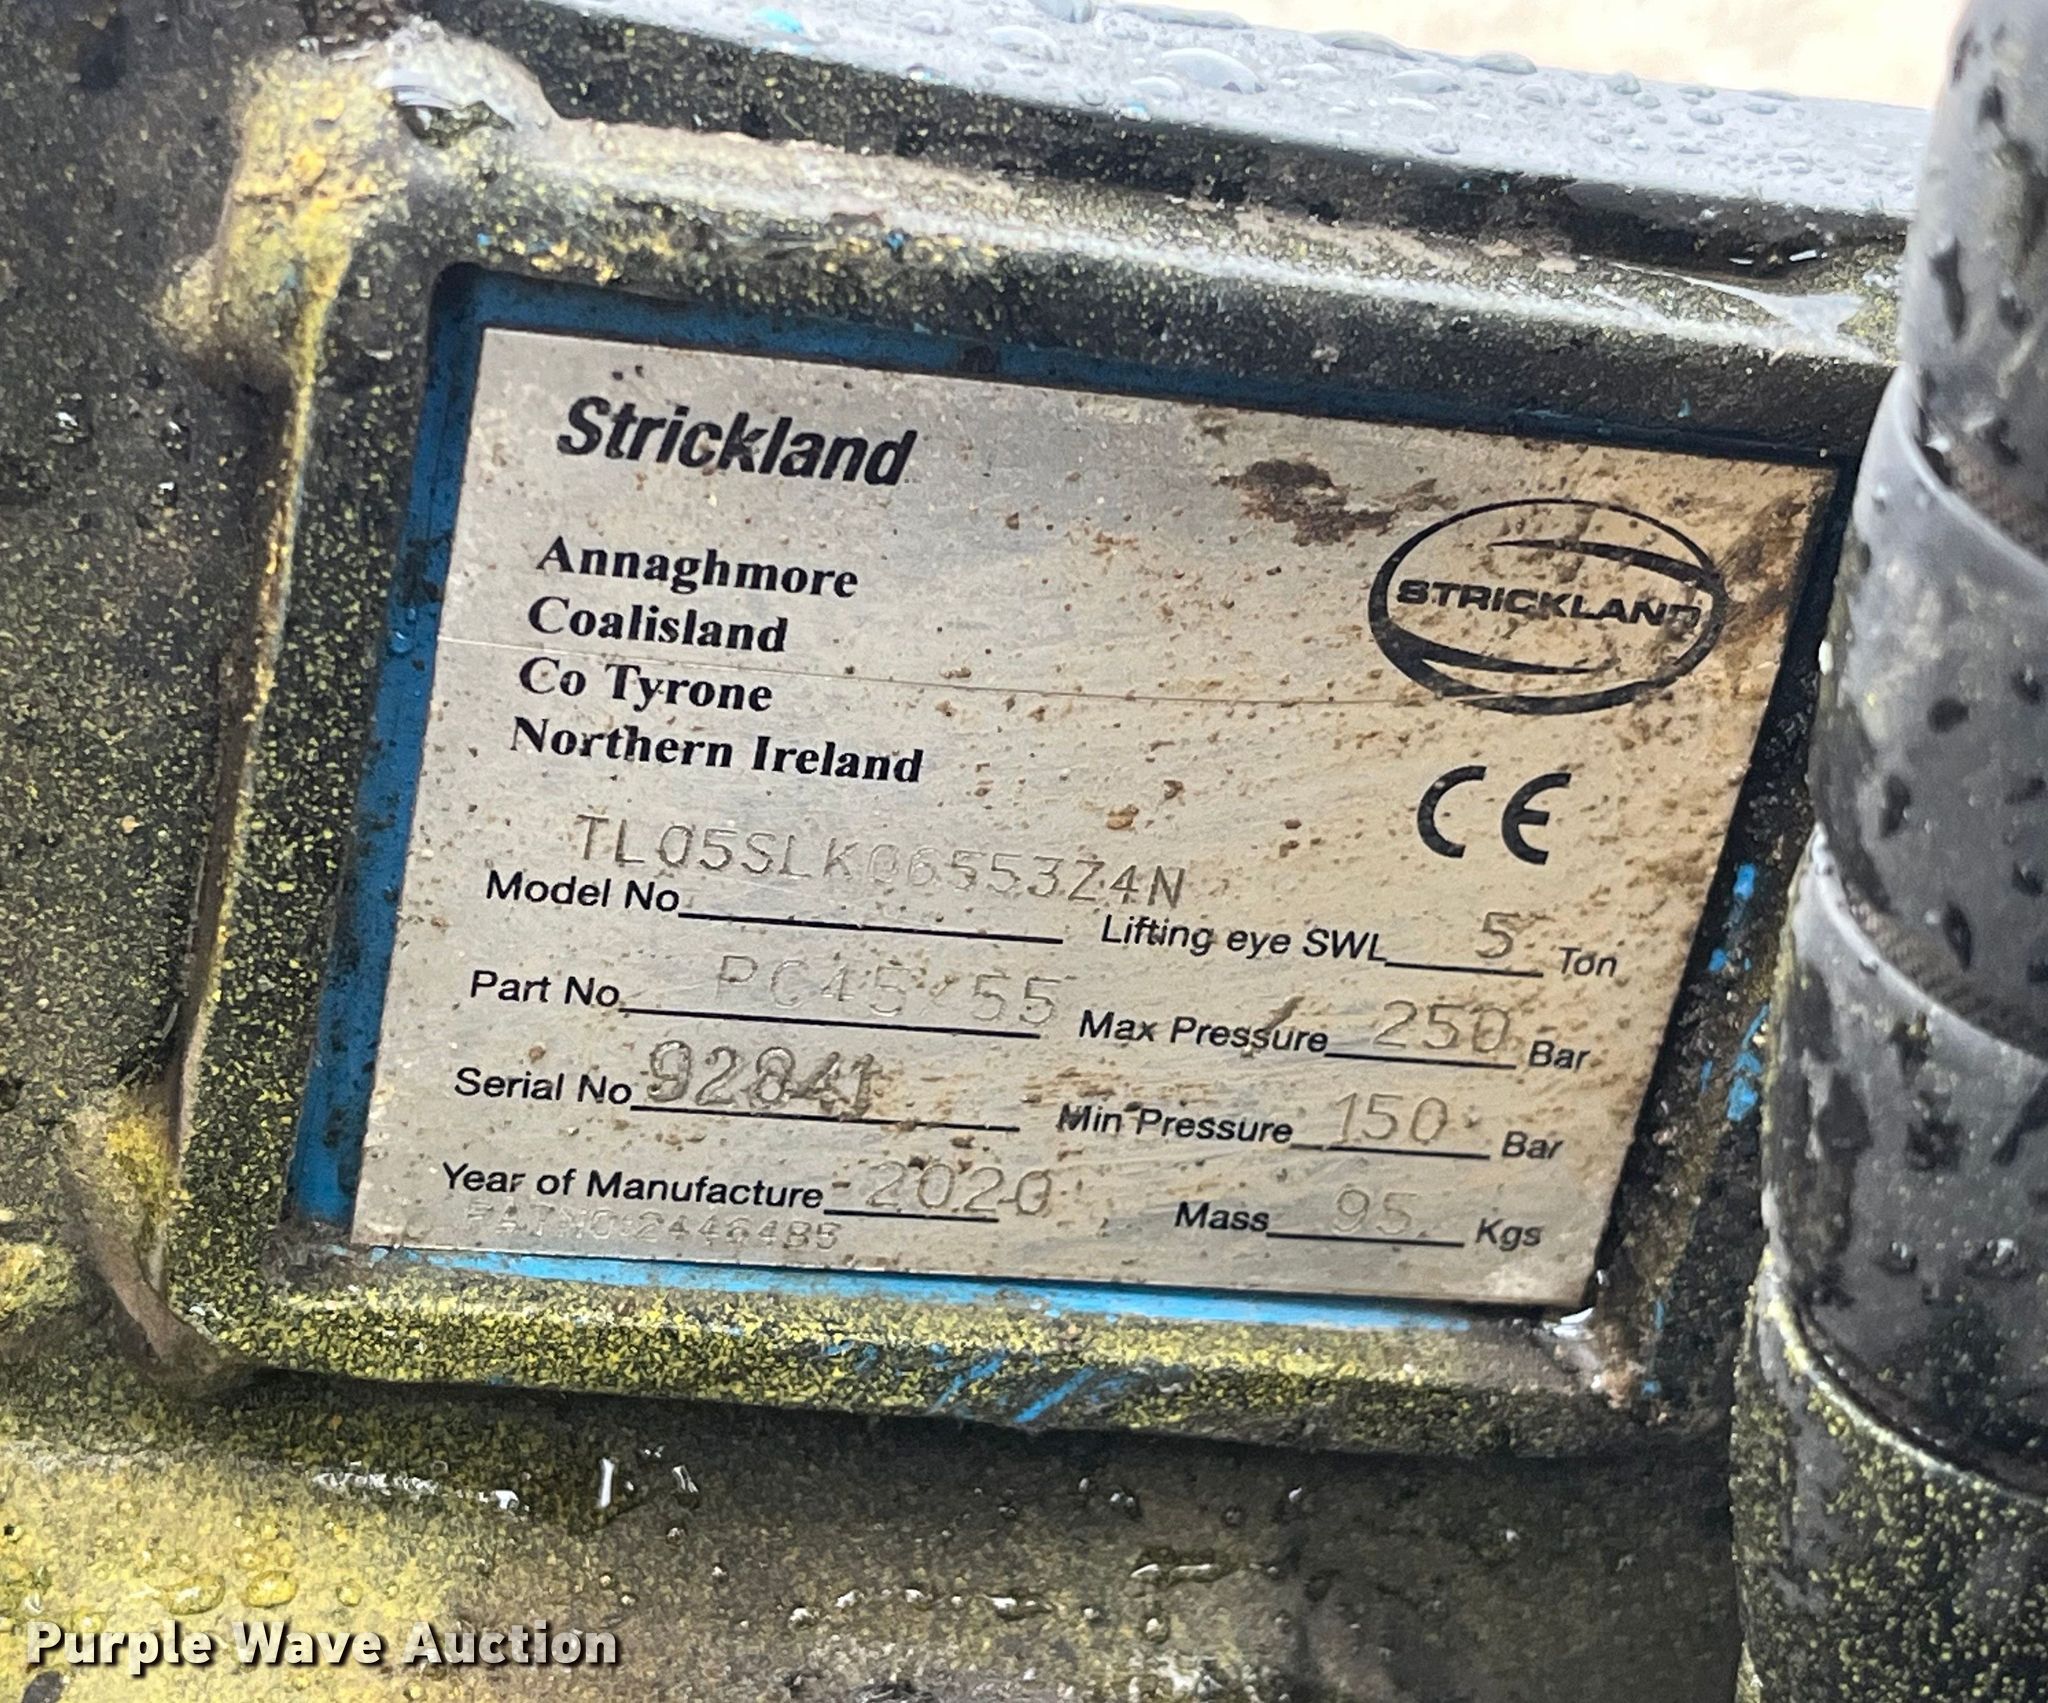 Strickland
STRICKLAND
Annaghmore
Coalisland
Co Tyrone
Northern Ireland
CE
TL05SLK06553Z4N
Model No
Lifting eye SWL 5 Ton
Part No PC45/55
Max Pressure 250 Bar
Serial No 92841
Min Pressure 150 Bar
Year of Manufacture 2020
Mass 95 Kgs
PATNO:2446485
Purple Wave Auction